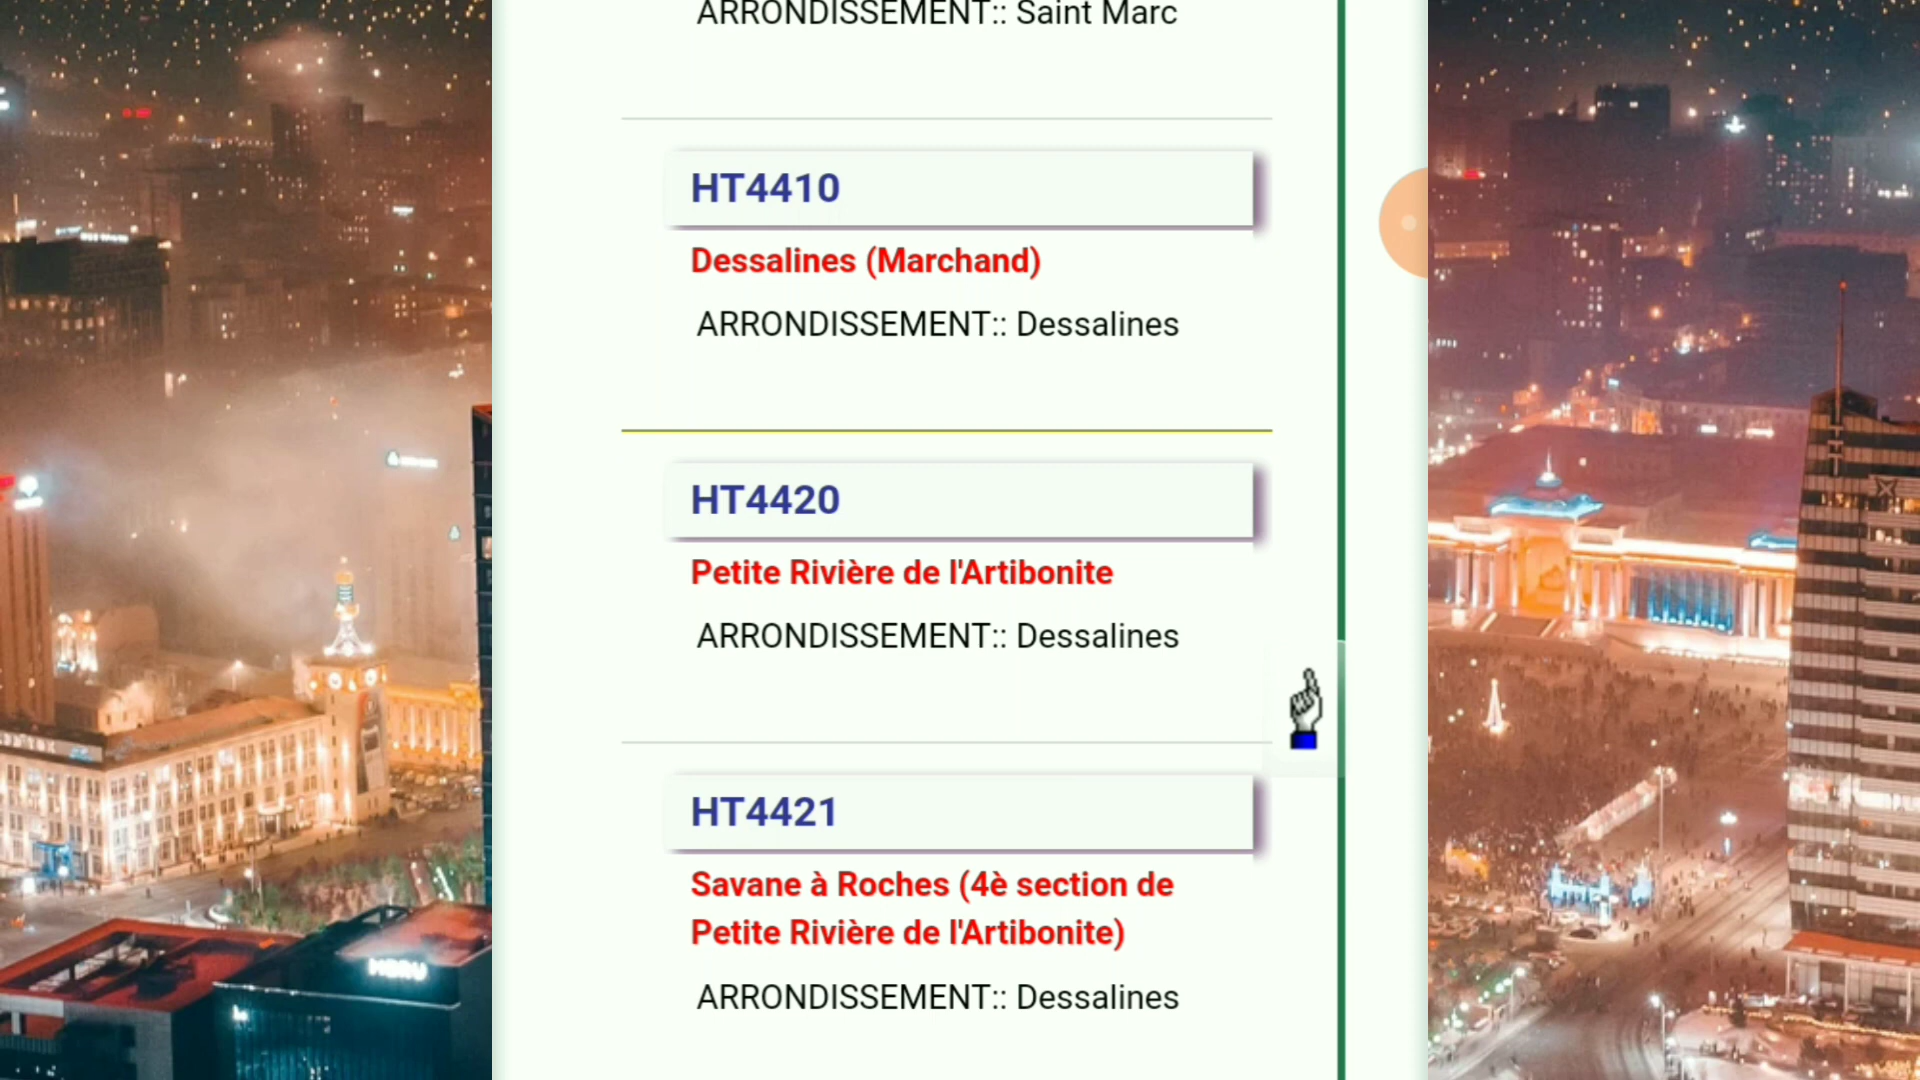 ARRONDISSEMENT:: Saint Marc
HT4410
Dessalines (Marchand)
ARRONDISSEMENT:: Dessalines
HT4420
Petite Rivière de l'Artibonite
ARRONDISSEMENT:: Dessalines
HT4421
Savane à Roches (4è section de
Petite Rivière de l'Artibonite)
ARRONDISSEMENT:: Dessalines